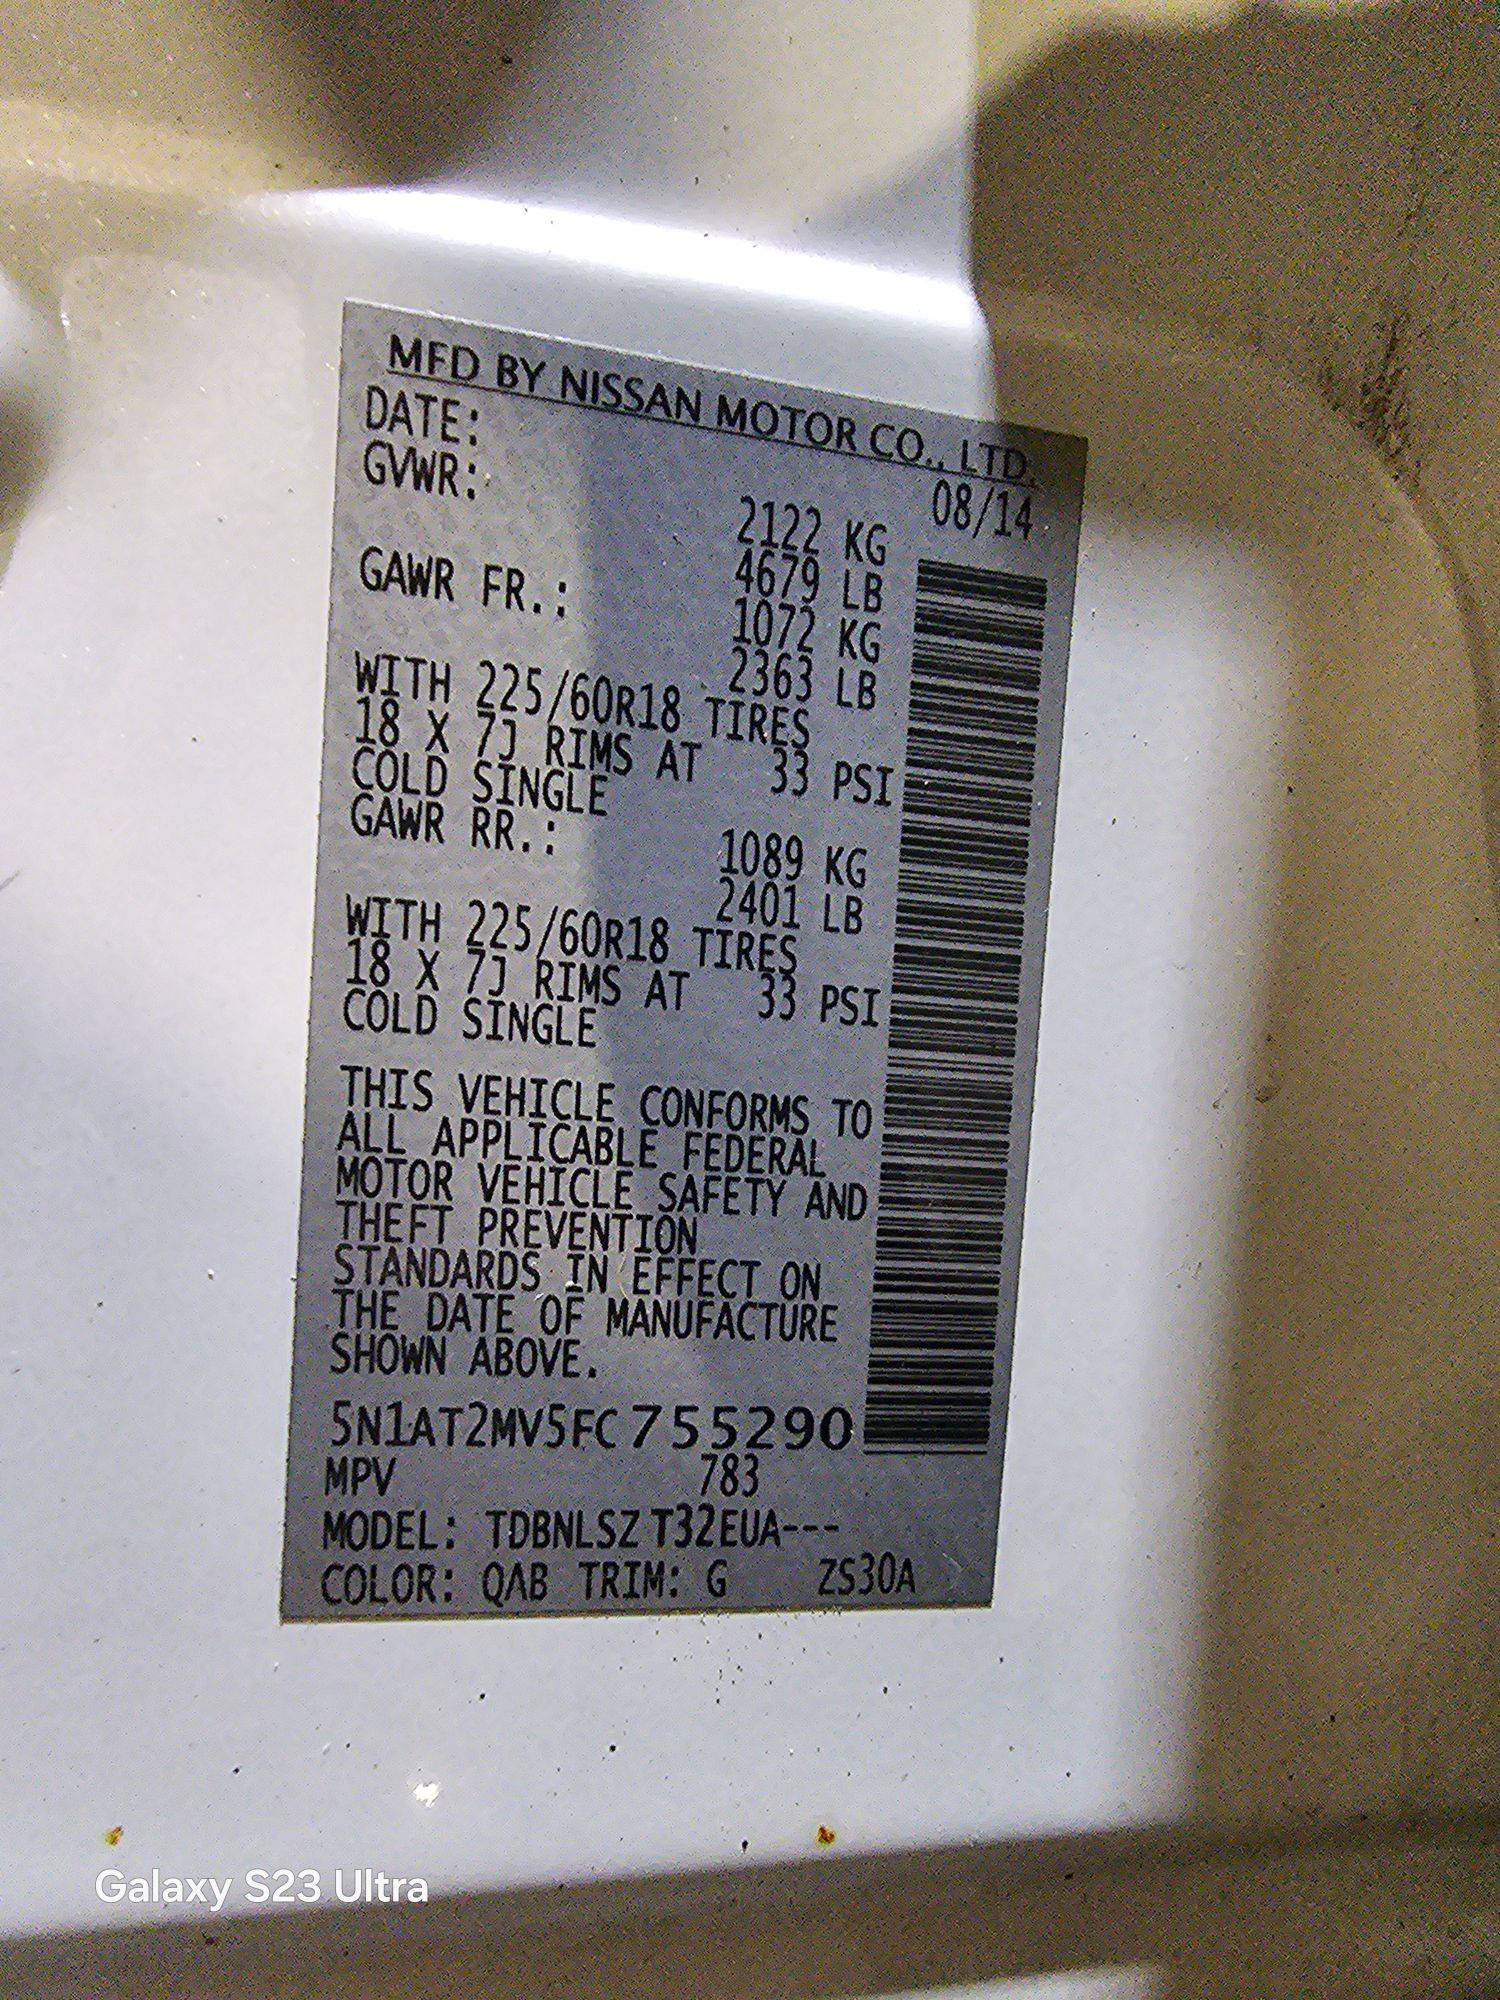 MFD BY NISSAN MOTOR CO., LTD.
DATE: 08/14
GVWR: 2122 KG
4679 LB
GAWR FR.: 1072 KG
2363 LB
WITH 225/60R18 TIRES
18 X 7J RIMS AT 33 PSI
COLD SINGLE
GAWR RR.: 1089 KG
2401 LB
WITH 225/60R18 TIRES
18 X 7J RIMS AT 33 PSI
COLD SINGLE
THIS VEHICLE CONFORMS TO
ALL APPLICABLE FEDERAL
MOTOR VEHICLE SAFETY AND
THEFT PREVENTION
STANDARDS IN EFFECT ON
THE DATE OF MANUFACTURE
SHOWN ABOVE.
5N1AT2MV5FC755290
MPV 783
MODEL: TDBNLSZ T32EUA---
COLOR: QAB TRIM: G ZS30A
Galaxy S23 Ultra